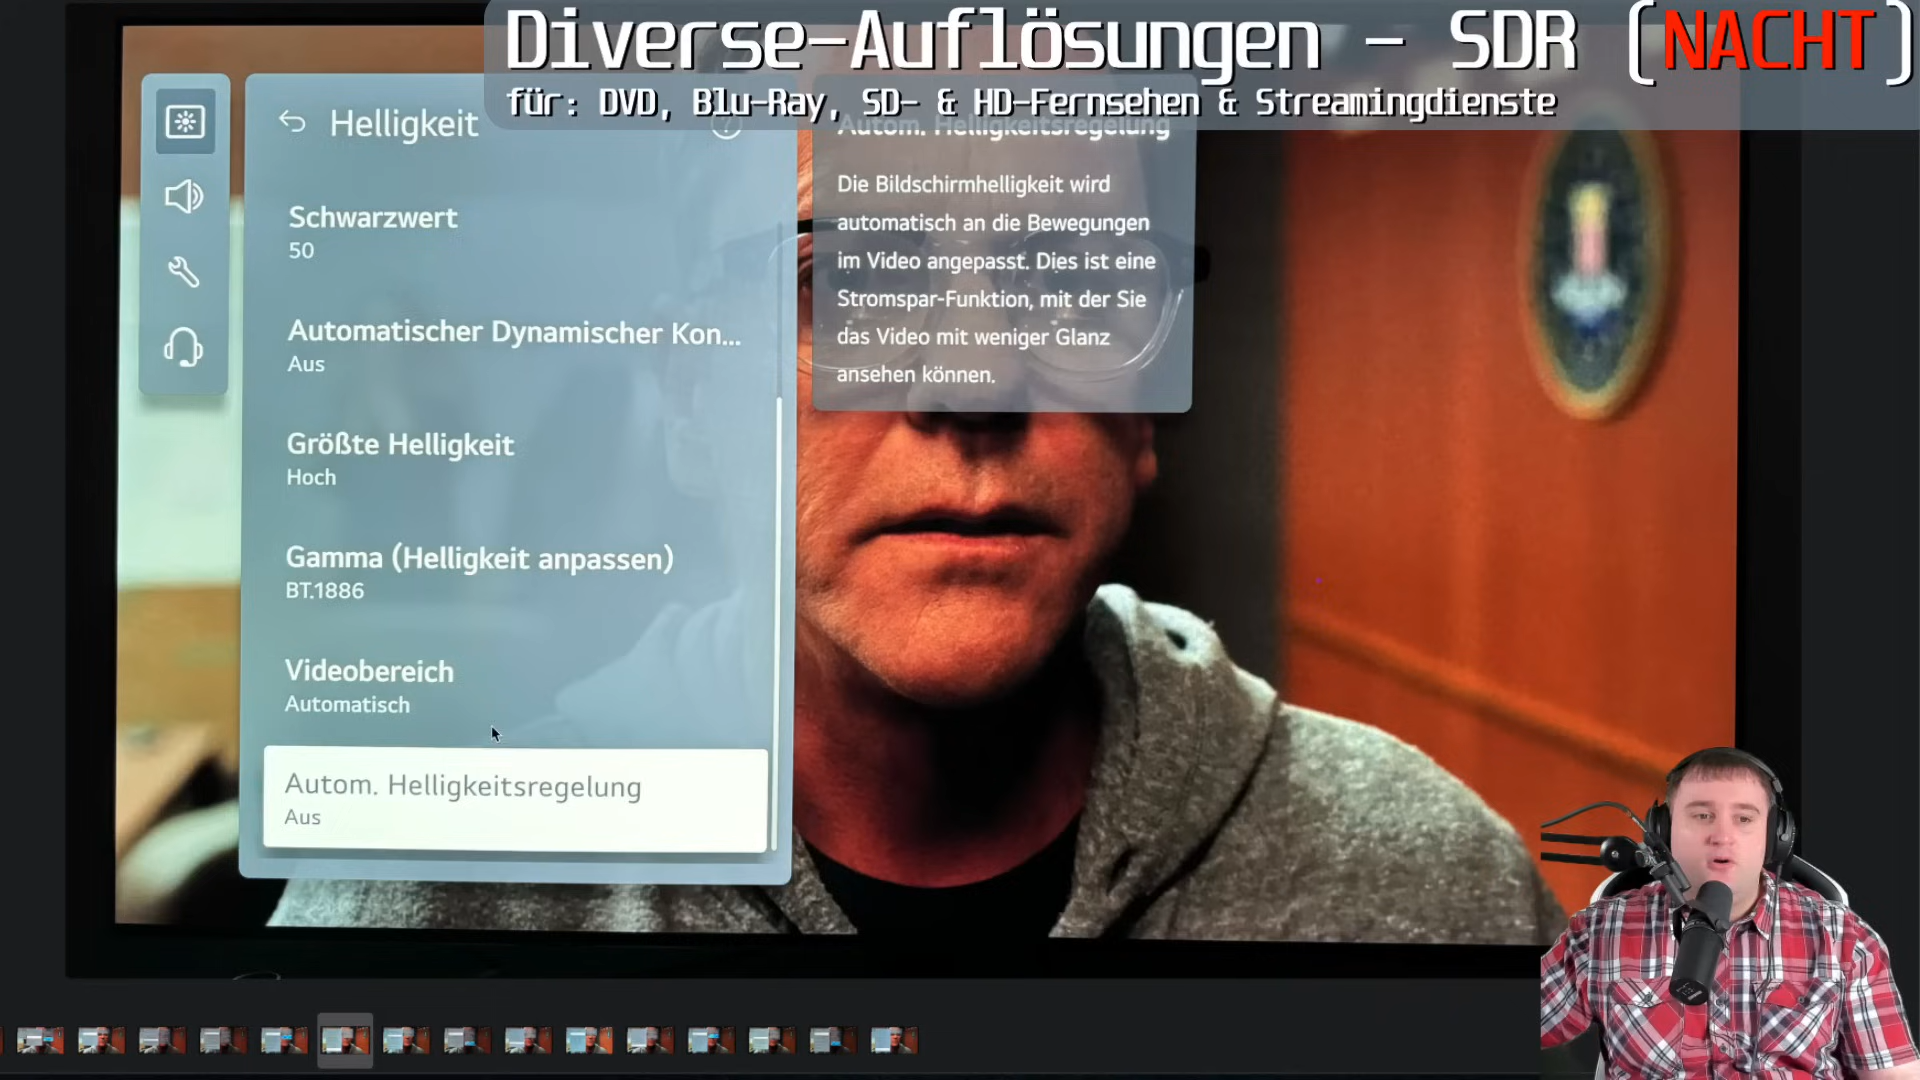 Diverse-Auflösungen - SDR (NACHT)
für: DVD, Blu-Ray, SD- & HD-Fernsehen & Streamingdienste
Helligkeit
?
Schwarzwert
50
Automatischer Dynamischer Kon...
Aus
Größte Helligkeit
Hoch
Gamma (Helligkeit anpassen)
BT.1886
Videobereich
Automatisch
Autom. Helligkeitsregelung
Aus
Autom. Helligkeitsregelung
Die Bildschirmhelligkeit wird
automatisch an die Bewegungen
im Video angepasst. Dies ist eine
Stromspar-Funktion, mit der Sie
das Video mit weniger Glanz
ansehen können.